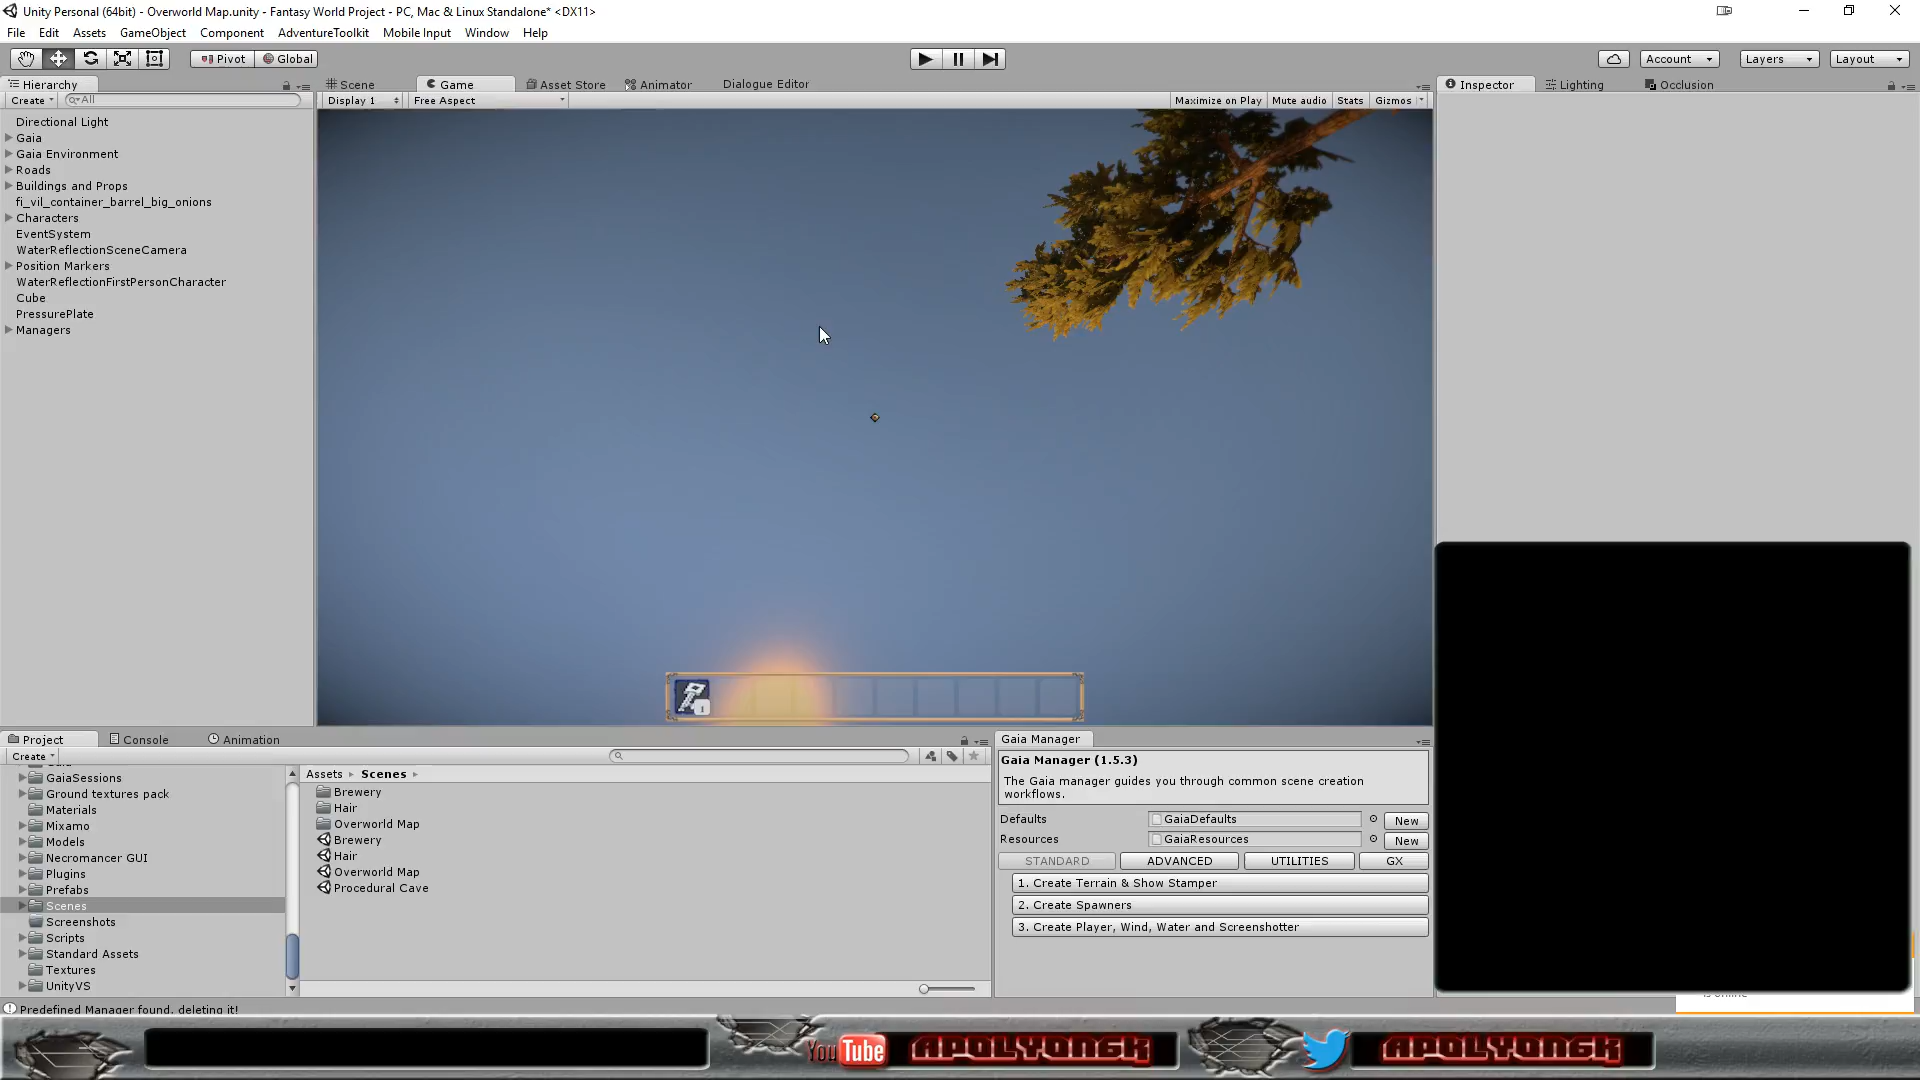 Unity Personal (64bit) - Overworld Map.unity - Fantasy World Project - PC, Mac & Linux Standalone* <DX11>
File Edit Assets GameObject Component AdventureToolkit Mobile Input Window Help
Pivot Global Account Layers Layout
Hierarchy Scene Game Asset Store Animator Dialogue Editor Inspector Lighting Occlusion
Create All Display 1 Free Aspect Maximize on Play Mute audio Stats Gizmos
Directional Light
Gaia
Gaia Environment
Roads
Buildings and Props
fi_vil_container_barrel_big_onions
Characters
EventSystem
WaterReflectionSceneCamera
Position Markers
WaterReflectionFirstPersonCharacter
Cube
PressurePlate
Managers
Project Console Animation
Create
GaiaSessions
Ground textures pack
Materials
Mixamo
Models
Necromancer GUI
Plugins
Prefabs
Scenes
Screenshots
Scripts
Standard Assets
Textures
UnityVS
Assets Scenes
Brewery
Hair
Overworld Map
Brewery
Hair
Overworld Map
Procedural Cave
Gaia Manager
Gaia Manager (1.5.3)
The Gaia manager guides you through common scene creation
workflows.
Defaults GaiaDefaults New
Resources GaiaResources New
STANDARD ADVANCED UTILITIES GX
1. Create Terrain & Show Stamper
2. Create Spawners
3. Create Player, Wind, Water and Screenshotter
Predefined Manager found, deleting it!
YouTube APOLYON6K APOLYON6K